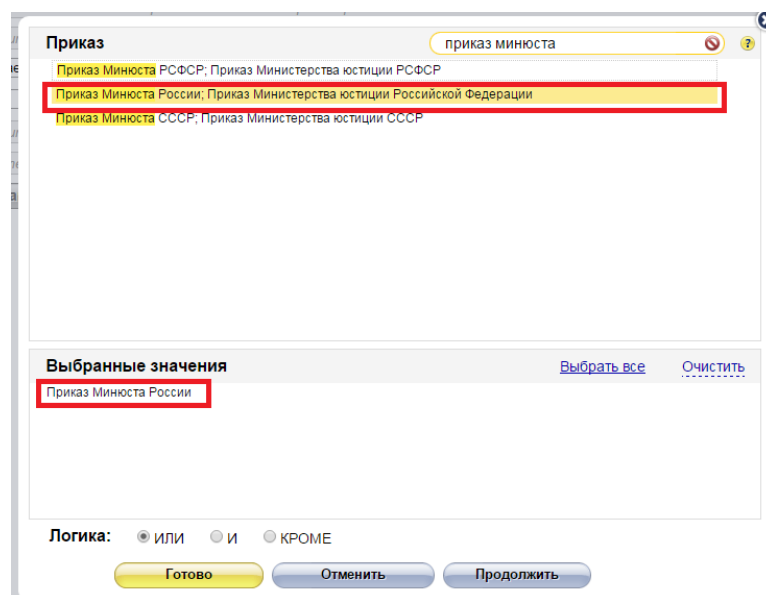 Приказ
приказ минюста
?
Приказ Минюста РСФСР; Приказ Министерства юстиции РСФСР
Приказ Минюста России; Приказ Министерства юстиции Российской Федерации
Приказ Минюста СССР; Приказ Министерства юстиции СССР
Выбранные значения Выбрать все Очистить
Приказ Минюста России
Логика: ИЛИ И КРОМЕ
Готово Отменить Продолжить